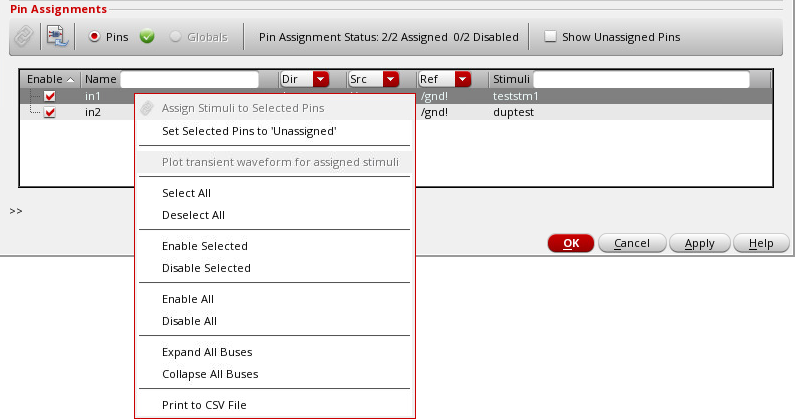 Pin Assignments
Pins Globals Pin Assignment Status: 2/2 Assigned 0/2 Disabled Show Unassigned Pins
Enable Name Dir Src Ref Stimuli
in1 /gnd! teststm1
in2 /gnd! duptest
Assign Stimuli to Selected Pins
Set Selected Pins to 'Unassigned'
Plot transient waveform for assigned stimuli
Select All
Deselect All
>>
Enable Selected
OK Cancel Apply Help
Disable Selected
Enable All
Disable All
Expand All Buses
Collapse All Buses
Print to CSV File